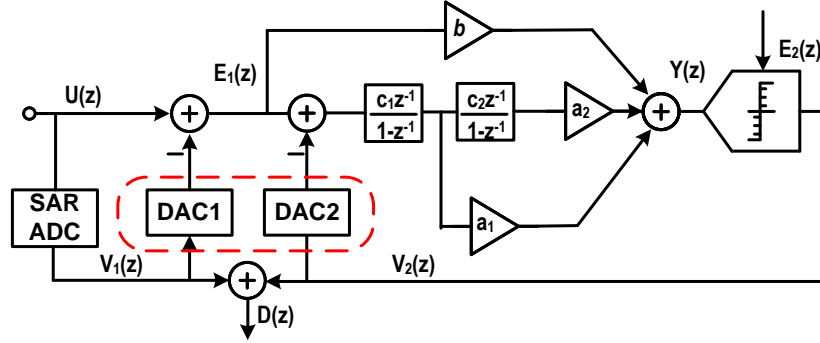 b
E₁(z)
Y(z)
E₂(z)
U(z)
+
+
c₁z⁻¹
1-z⁻¹
c₂z⁻¹
1-z⁻¹
a₂
+
−
−
SAR
ADC
DAC1
DAC2
a₁
V₁(z)
+
V₂(z)
D(z)